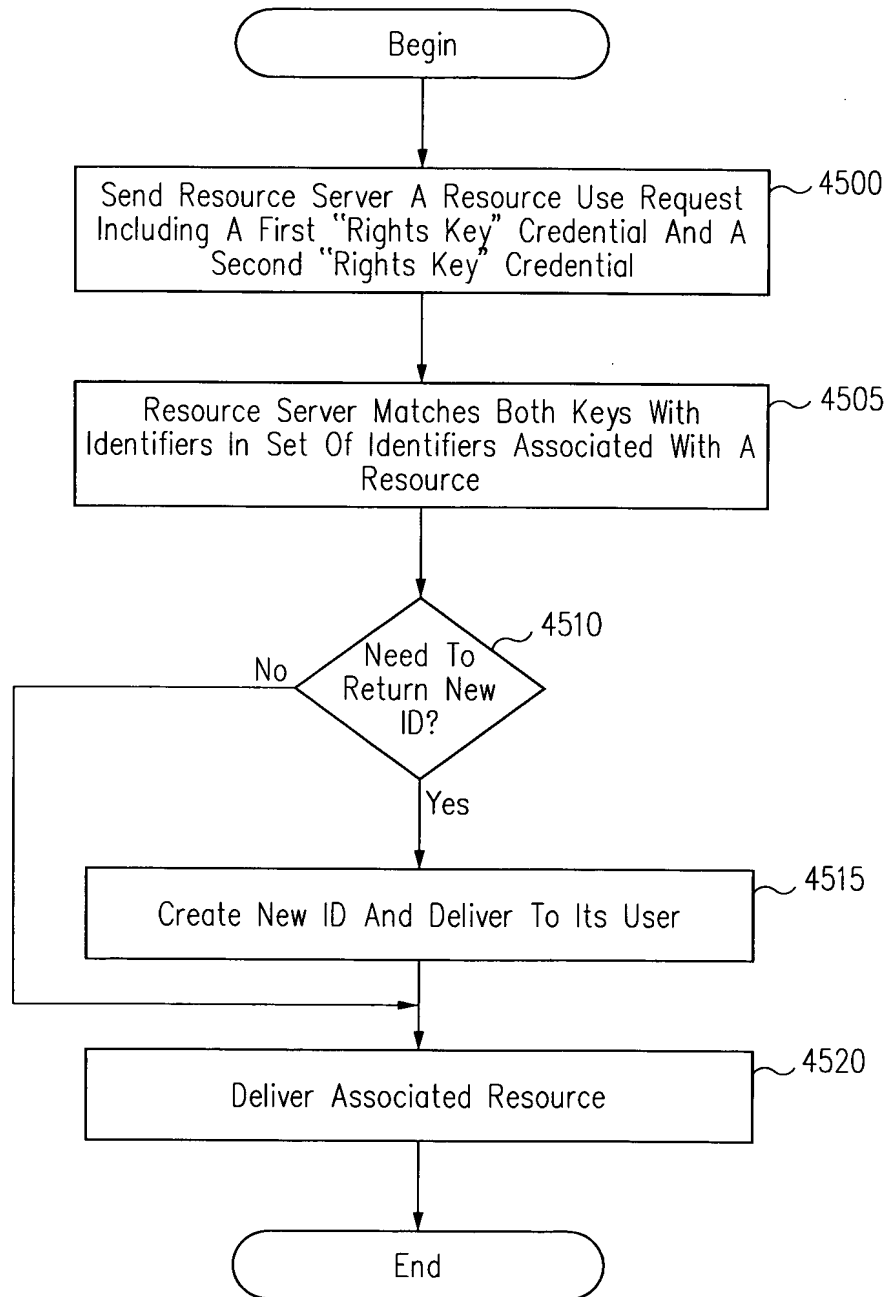 Begin
Send Resource Server A Resource Use Request
Including A First "Rights Key" Credential And A
Second "Rights Key" Credential
4500
Resource Server Matches Both Keys With
Identifiers In Set Of Identifiers Associated With A
Resource
4505
Need To
Return New
ID?
4510
No
Yes
Create New ID And Deliver To Its User
4515
Deliver Associated Resource
4520
End